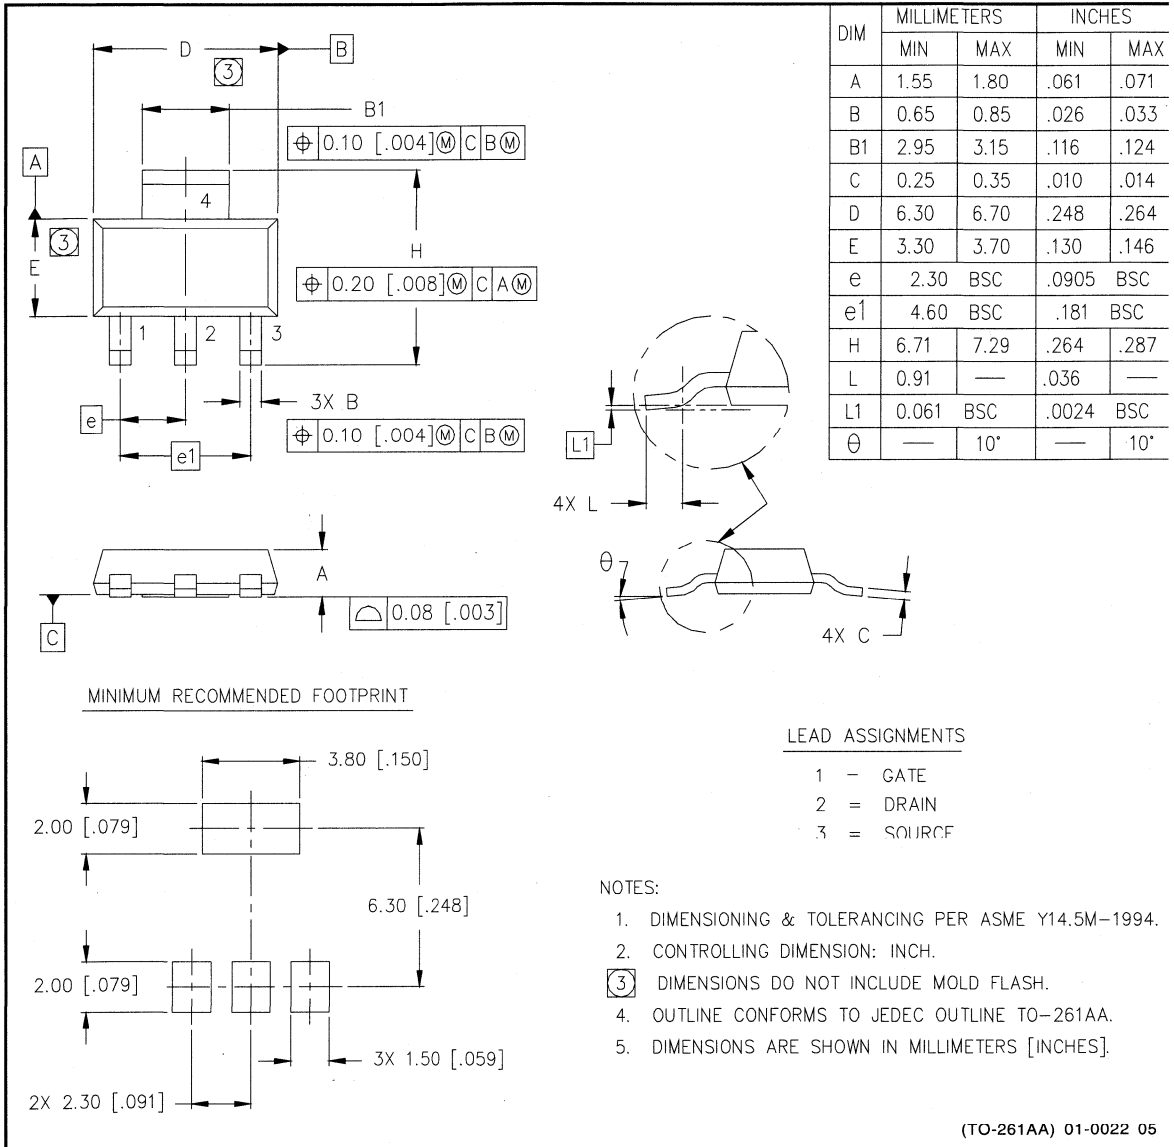 D
B
3
B1
⌖ 0.10 [.004]Ⓜ C BⓂ
A
4
3
E
H
⌖ 0.20 [.008]Ⓜ C AⓂ
1 2 3
3X B
e
⌖ 0.10 [.004]Ⓜ C BⓂ
e1
DIM MILLIMETERS INCHES
MIN MAX MIN MAX
A 1.55 1.80 .061 .071
B 0.65 0.85 .026 .033
B1 2.95 3.15 .116 .124
C 0.25 0.35 .010 .014
D 6.30 6.70 .248 .264
E 3.30 3.70 .130 .146
e 2.30 BSC .0905 BSC
e1 4.60 BSC .181 BSC
H 6.71 7.29 .264 .287
L 0.91 — .036 —
L1 0.061 BSC .0024 BSC
θ — 10° — 10°
L1
4X L
A
⌓ 0.08 [.003]
C
θ
4X C
MINIMUM RECOMMENDED FOOTPRINT
3.80 [.150]
2.00 [.079]
6.30 [.248]
2.00 [.079]
3X 1.50 [.059]
2X 2.30 [.091]
LEAD ASSIGNMENTS
1 – GATE
2 = DRAIN
3 = SOURCE
NOTES:
1. DIMENSIONING & TOLERANCING PER ASME Y14.5M–1994.
2. CONTROLLING DIMENSION: INCH.
3 DIMENSIONS DO NOT INCLUDE MOLD FLASH.
4. OUTLINE CONFORMS TO JEDEC OUTLINE TO–261AA.
5. DIMENSIONS ARE SHOWN IN MILLIMETERS [INCHES].
(TO-261AA) 01-0022 05